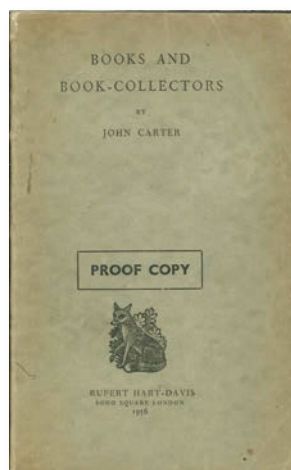 BOOKS AND
BOOK-COLLECTORS
BY
JOHN CARTER
PROOF COPY
RUPERT HART-DAVIS
SOHO SQUARE LONDON
1956